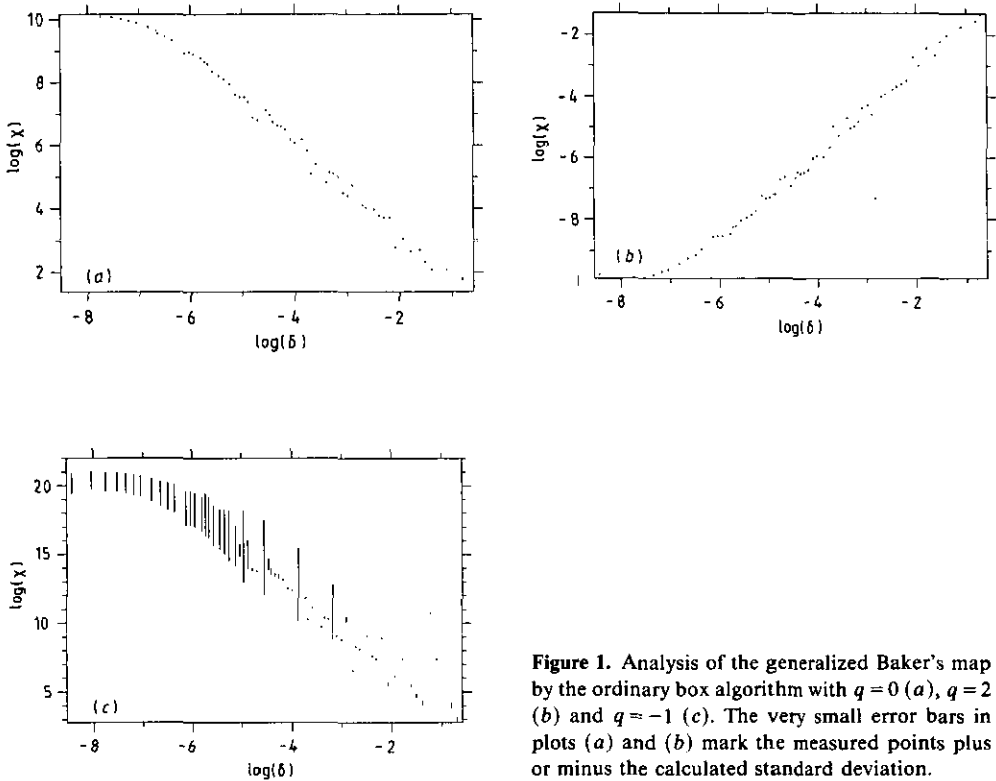 10
8
6
4
2
log(χ)
(a)
-8 -6 -4 -2
log(δ)
-2
-4
-6
-8
log(χ)
(b)
-8 -6 -4 -2
log(δ)
20
15
10
5
log(χ)
(c)
-8 -6 -4 -2
log(δ)
Figure 1. Analysis of the generalized Baker's map
by the ordinary box algorithm with q = 0 (a), q = 2
(b) and q = -1 (c). The very small error bars in
plots (a) and (b) mark the measured points plus
or minus the calculated standard deviation.